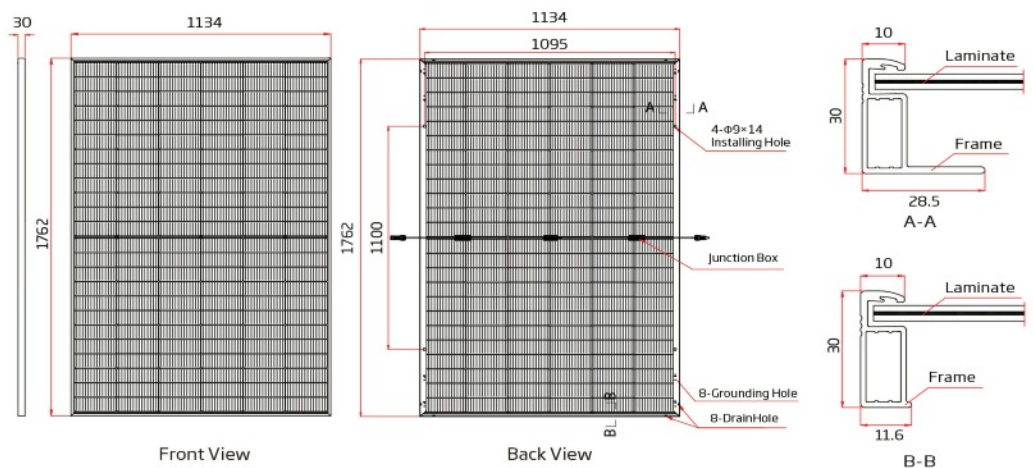 30
1134
1762
Front View
1134
1095
1762
1100
A
A
4-Φ9×14
Installing Hole
Junction Box
8-Grounding Hole
8-DrainHole
B
B
Back View
10
Laminate
30
Frame
28.5
A-A
10
Laminate
30
Frame
11.6
B-B